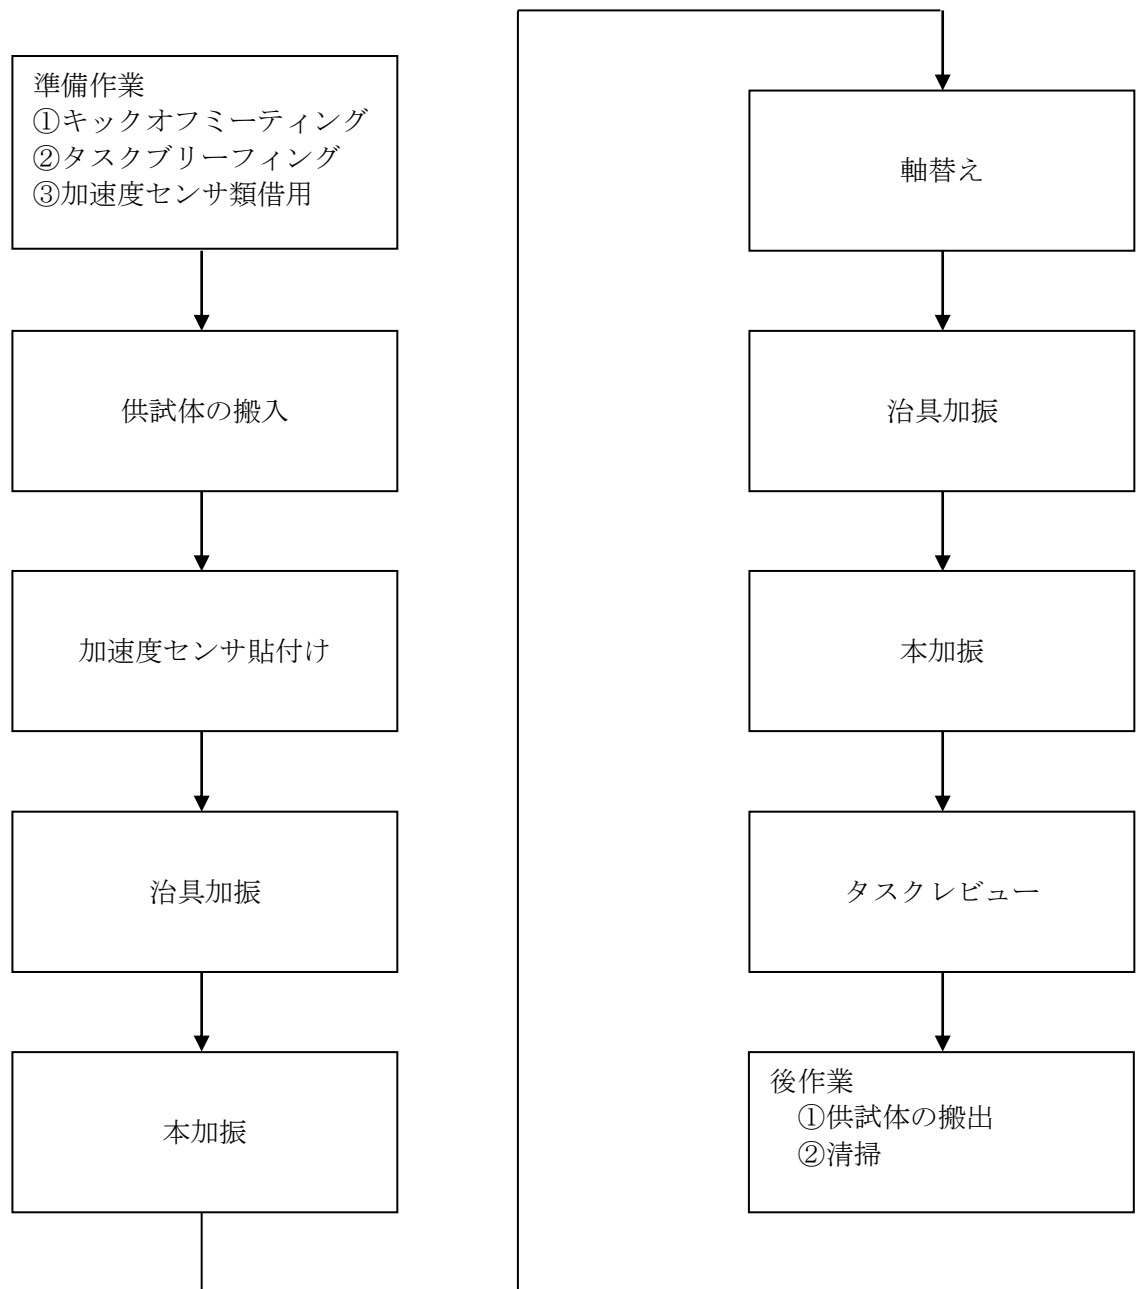 準備作業
①キックオフミーティング
②タスクブリーフィング
③加速度センサ類借用
供試体の搬入
加速度センサ貼付け
治具加振
本加振
軸替え
治具加振
本加振
タスクレビュー
後作業
①供試体の搬出
②清掃